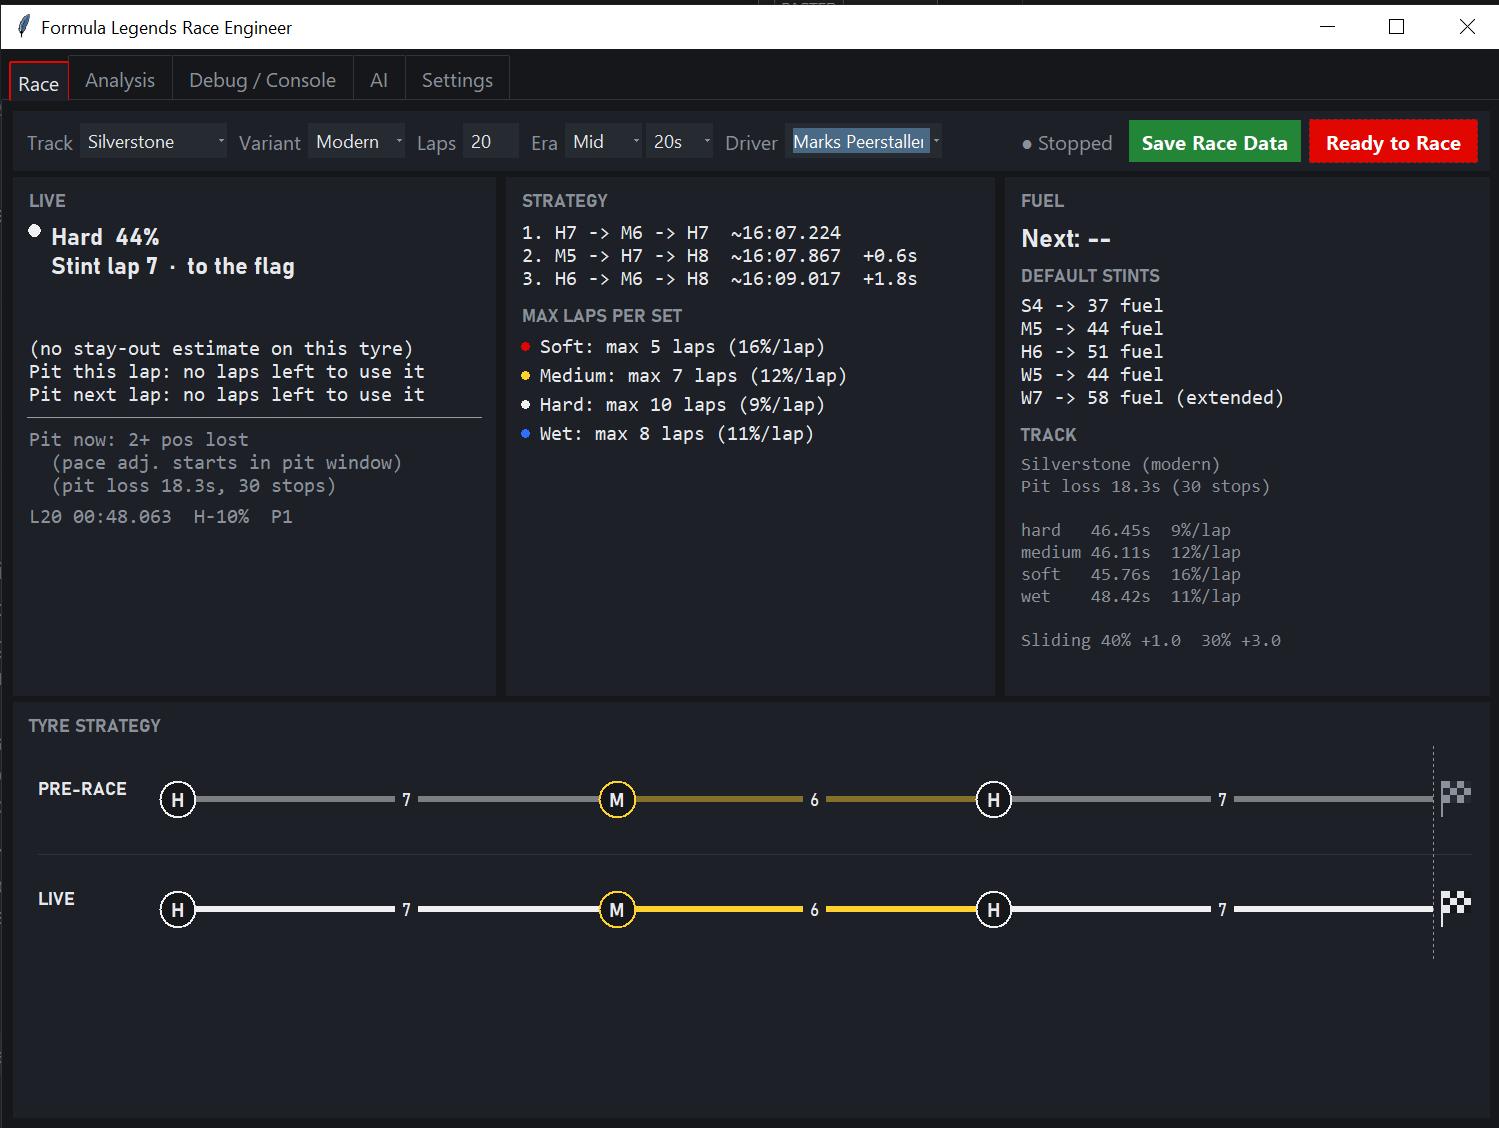 Formula Legends Race Engineer
Race Analysis Debug / Console AI Settings
Track Silverstone Variant Modern Laps 20 Era Mid 20s Driver Marks Peerstaller ● Stopped Save Race Data Ready to Race
LIVE
Hard 44%
Stint lap 7 · to the flag
(no stay-out estimate on this tyre)
Pit this lap: no laps left to use it
Pit next lap: no laps left to use it
Pit now: 2+ pos lost
(pace adj. starts in pit window)
(pit loss 18.3s, 30 stops)
L20 00:48.063 H-10% P1
STRATEGY
1. H7 -> M6 -> H7 ~16:07.224
2. M5 -> H7 -> H8 ~16:07.867 +0.6s
3. H6 -> M6 -> H8 ~16:09.017 +1.8s
MAX LAPS PER SET
Soft: max 5 laps (16%/lap)
Medium: max 7 laps (12%/lap)
Hard: max 10 laps (9%/lap)
Wet: max 8 laps (11%/lap)
FUEL
Next: --
DEFAULT STINTS
S4 -> 37 fuel
M5 -> 44 fuel
H6 -> 51 fuel
W5 -> 44 fuel
W7 -> 58 fuel (extended)
TRACK
Silverstone (modern)
Pit loss 18.3s (30 stops)
hard 46.45s 9%/lap
medium 46.11s 12%/lap
soft 45.76s 16%/lap
wet 48.42s 11%/lap
Sliding 40% +1.0 30% +3.0
TYRE STRATEGY
PRE-RACE H 7 M 6 H 7
LIVE H 7 M 6 H 7